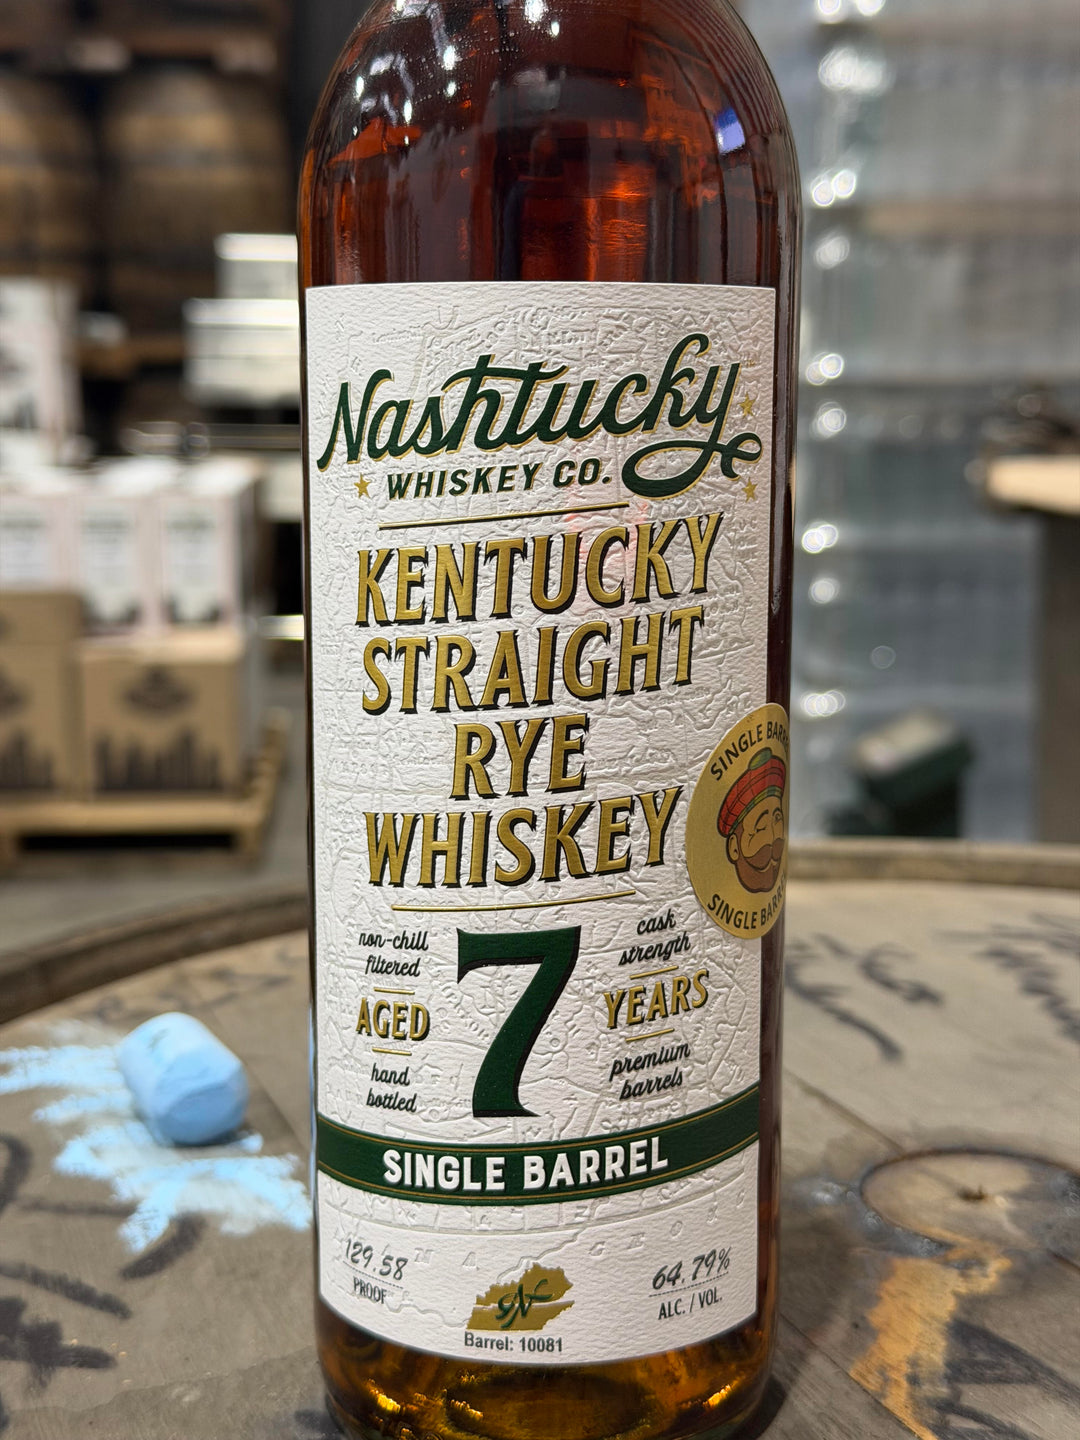 Nashtucky
WHISKEY CO.
KENTUCKY
STRAIGHT
RYE
WHISKEY
SINGLE BARREL
SINGLE BARREL
non-chill
filtered
AGED
hand
bottled
7
cask
strength
YEARS
premium
barrels
SINGLE BARREL
129.58
PROOF
64.79%
ALC. / VOL.
Barrel: 10081